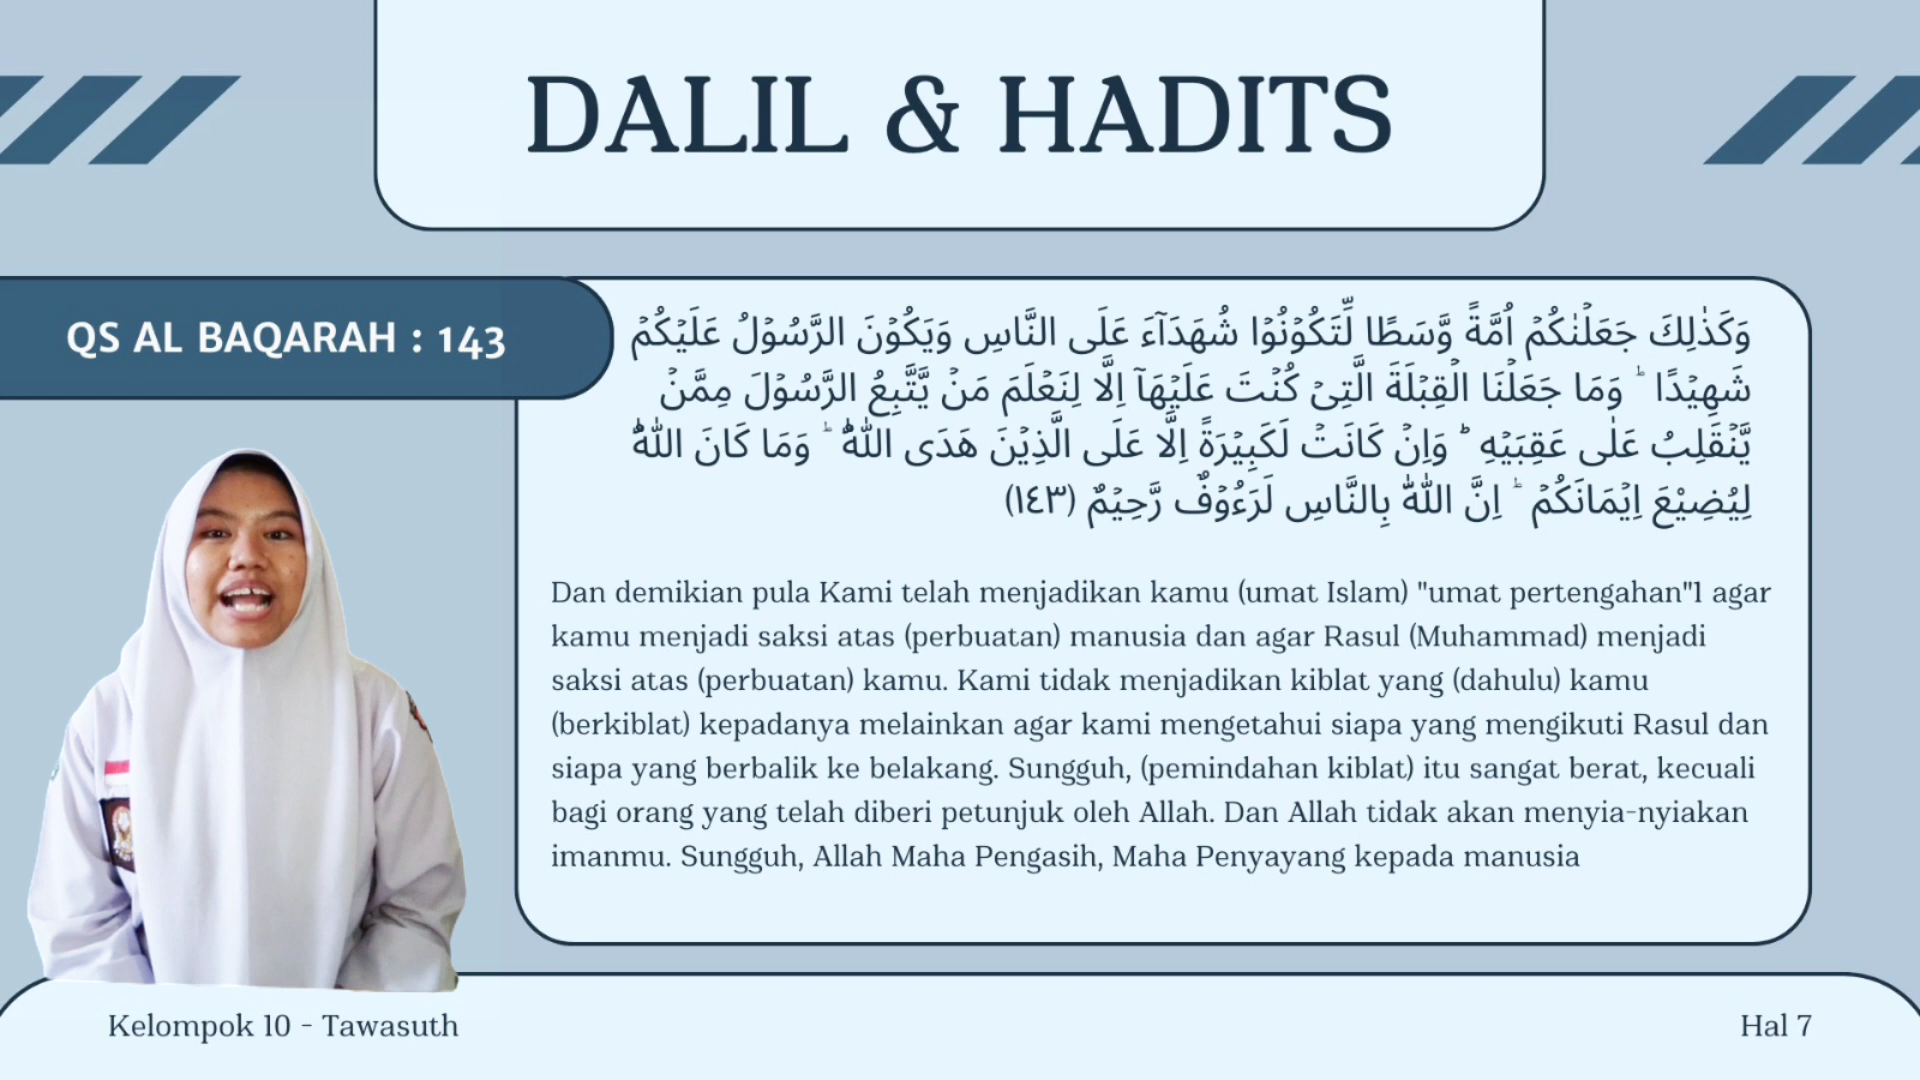 DALIL & HADITS
QS AL BAQARAH : 143
وَكَذٰلِكَ جَعَلْنٰكُمْ اُمَّةً وَّسَطًا لِّتَكُوْنُوْا شُهَدَاۤءَ عَلَى النَّاسِ وَيَكُوْنَ الرَّسُوْلُ عَلَيْكُمْ
شَهِيْدًا ۗ وَمَا جَعَلْنَا الْقِبْلَةَ الَّتِيْ كُنْتَ عَلَيْهَآ اِلَّا لِنَعْلَمَ مَنْ يَّتَّبِعُ الرَّسُوْلَ مِمَّنْ
يَّنْقَلِبُ عَلٰى عَقِبَيْهِ ۗ وَاِنْ كَانَتْ لَكَبِيْرَةً اِلَّا عَلَى الَّذِيْنَ هَدَى اللّٰهُ ۗ وَمَا كَانَ اللّٰهُ
لِيُضِيْعَ اِيْمَانَكُمْ ۗ اِنَّ اللّٰهَ بِالنَّاسِ لَرَءُوْفٌ رَّحِيْمٌ (١٤٣)
Dan demikian pula Kami telah menjadikan kamu (umat Islam) "umat pertengahan"1 agar
kamu menjadi saksi atas (perbuatan) manusia dan agar Rasul (Muhammad) menjadi
saksi atas (perbuatan) kamu. Kami tidak menjadikan kiblat yang (dahulu) kamu
(berkiblat) kepadanya melainkan agar kami mengetahui siapa yang mengikuti Rasul dan
siapa yang berbalik ke belakang. Sungguh, (pemindahan kiblat) itu sangat berat, kecuali
bagi orang yang telah diberi petunjuk oleh Allah. Dan Allah tidak akan menyia-nyiakan
imanmu. Sungguh, Allah Maha Pengasih, Maha Penyayang kepada manusia
Kelompok 10 - Tawasuth
Hal 7